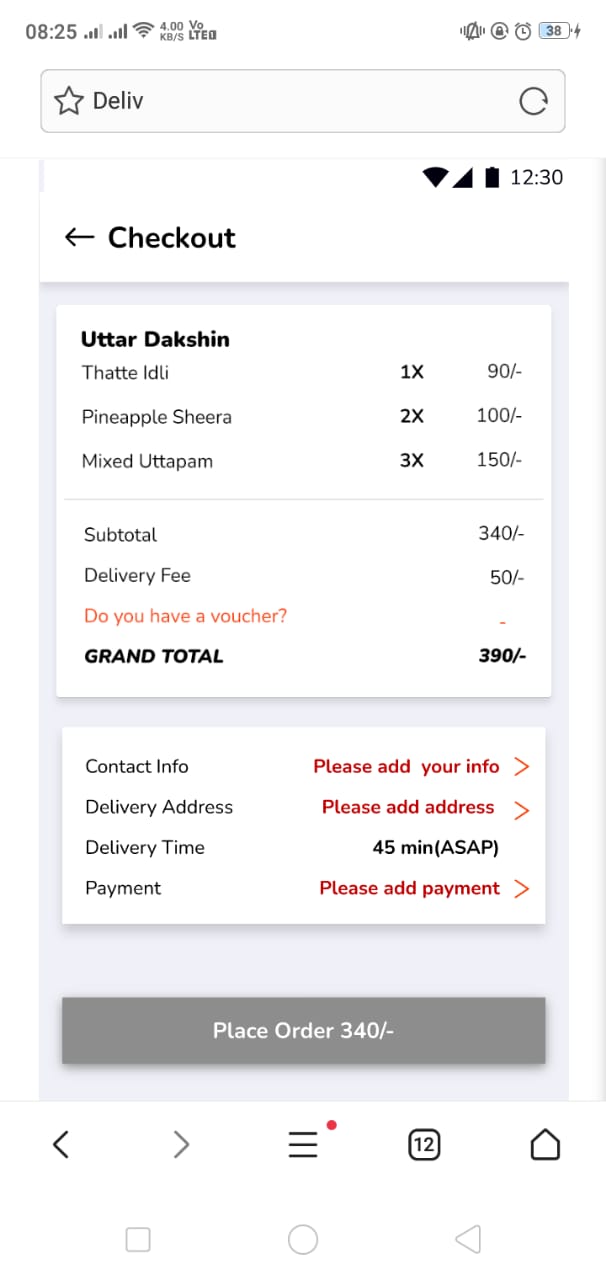 08:25 4.00 KB/S Vo LTE 38
Deliv
12:30
Checkout
Uttar Dakshin
Thatte Idli 1X 90/-
Pineapple Sheera 2X 100/-
Mixed Uttapam 3X 150/-
Subtotal 340/-
Delivery Fee 50/-
Do you have a voucher? -
GRAND TOTAL 390/-
Contact Info Please add your info
Delivery Address Please add address
Delivery Time 45 min(ASAP)
Payment Please add payment
Place Order 340/-
12